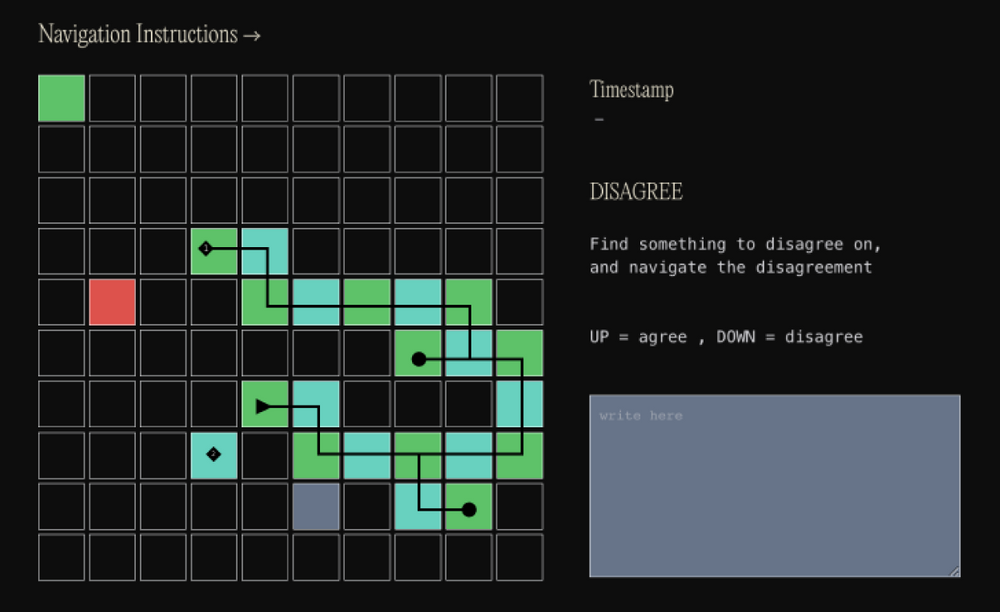 Navigation Instructions →
Timestamp
–
DISAGREE
Find something to disagree on,
and navigate the disagreement
UP = agree , DOWN = disagree
1
write here